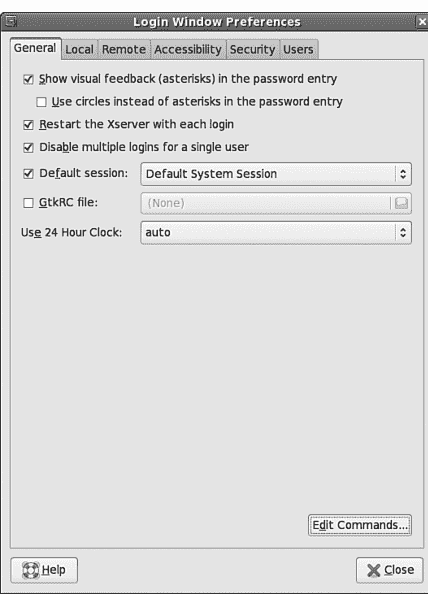 Login Window Preferences
General Local Remote Accessibility Security Users
Show visual feedback (asterisks) in the password entry
Use circles instead of asterisks in the password entry
Restart the Xserver with each login
Disable multiple logins for a single user
Default session: Default System Session
GtkRC file: (None)
Use 24 Hour Clock: auto
Edit Commands...
Help Close